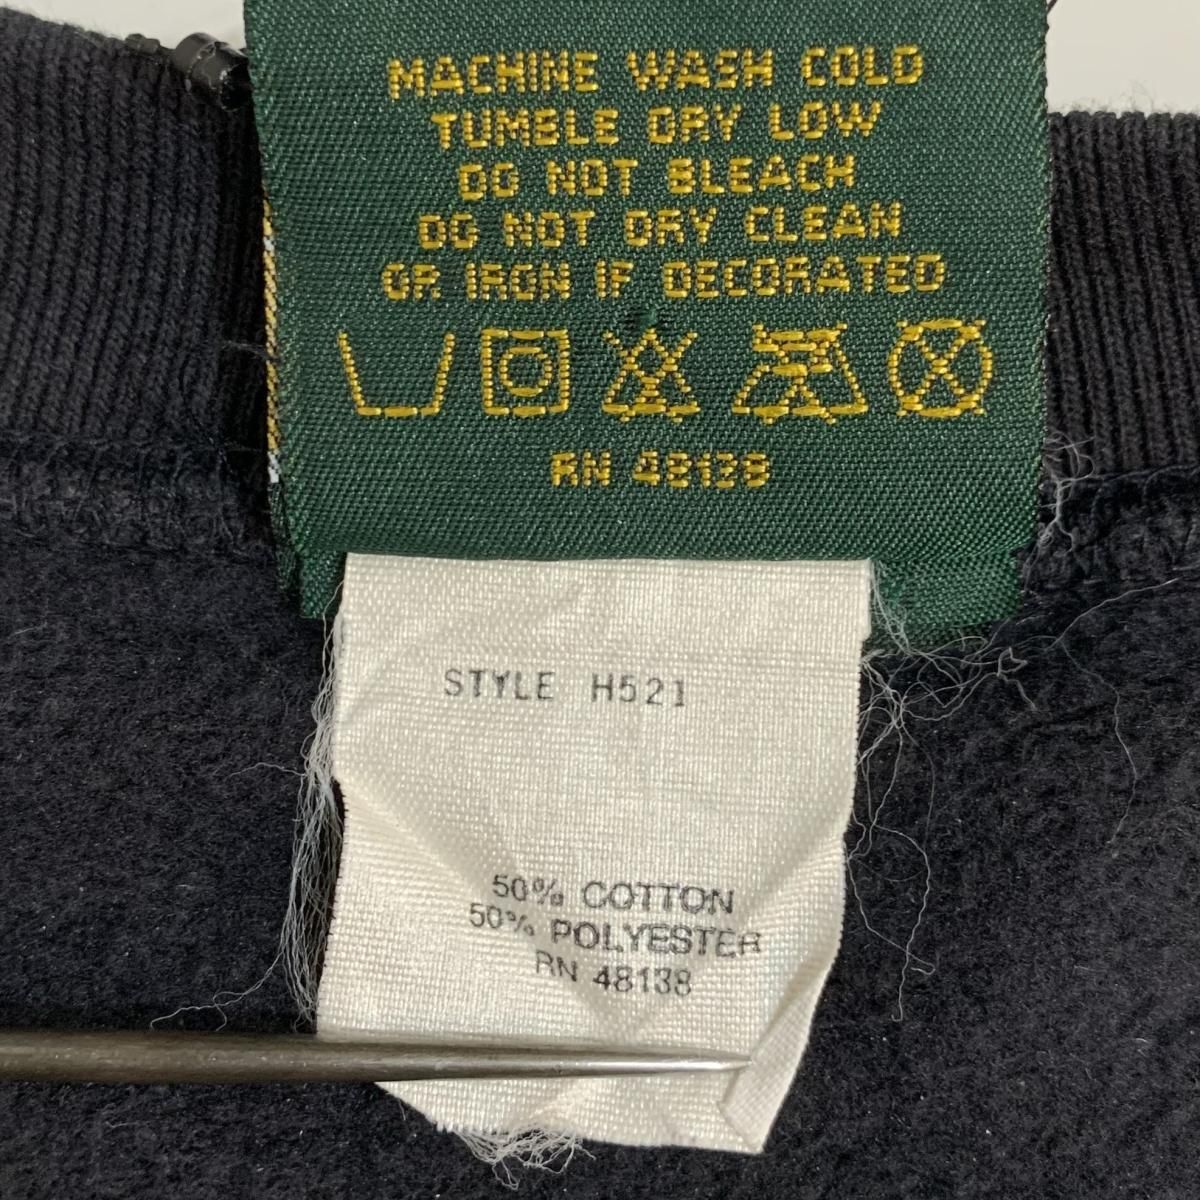 MACHINE WASH COLD
TUMBLE DRY LOW
DO NOT BLEACH
DO NOT DRY CLEAN
OR IRON IF DECORATED
RN 48138
STYLE H521
50% COTTON
50% POLYESTER
RN 48138